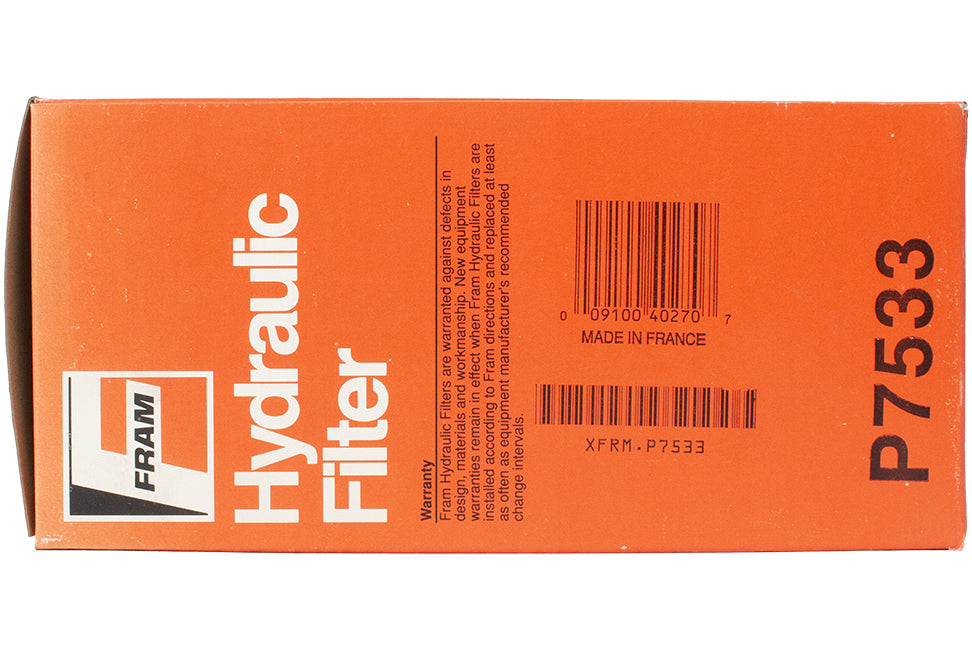 FRAM
Hydraulic
Filter
Warranty
Fram Hydraulic Filters are warranted against defects in
design, materials and workmanship. New equipment
warranties remain in effect when Fram Hydraulic Filters are
installed according to Fram directions and replaced at least
as often as equipment manufacturer's recommended
change intervals.
0 09100 40270 7
MADE IN FRANCE
XFRM.P7533
P7533